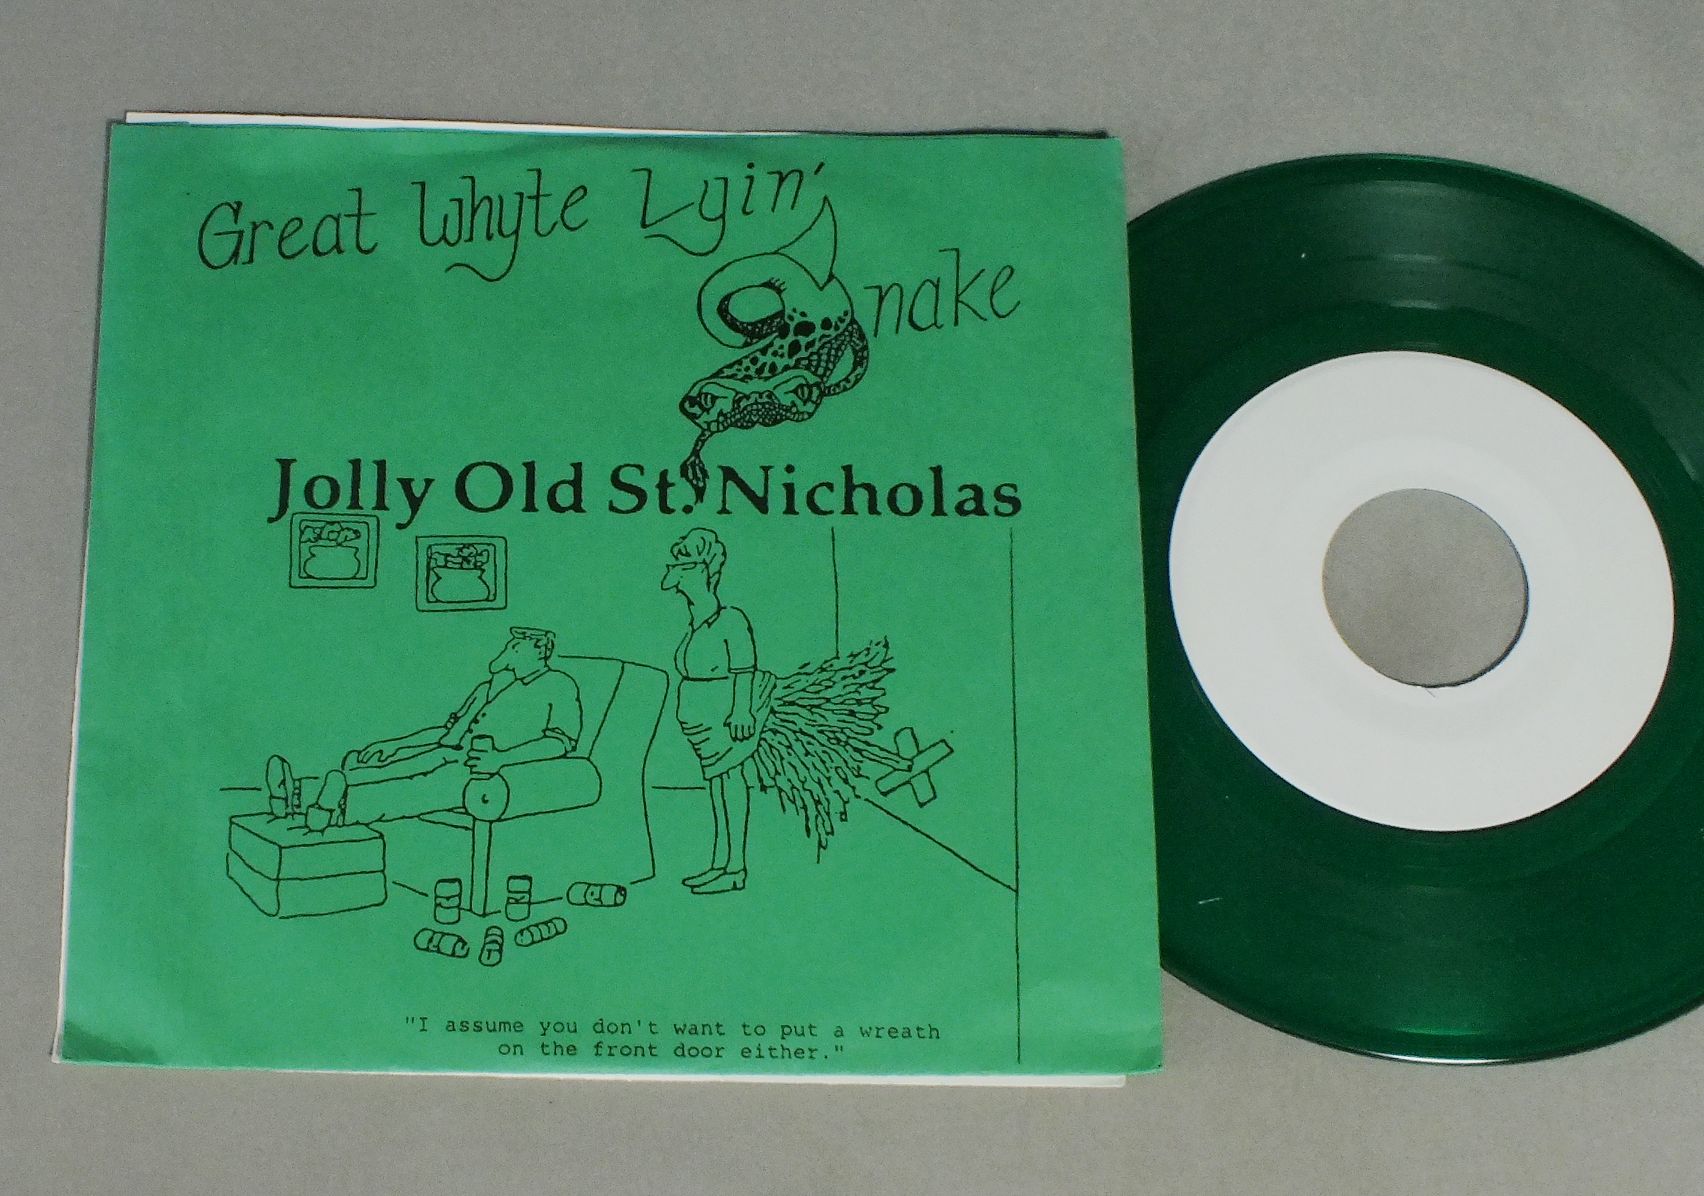 Great Whyte Lyin'
Snake
Jolly Old St. Nicholas
"I assume you don't want to put a wreath
on the front door either."